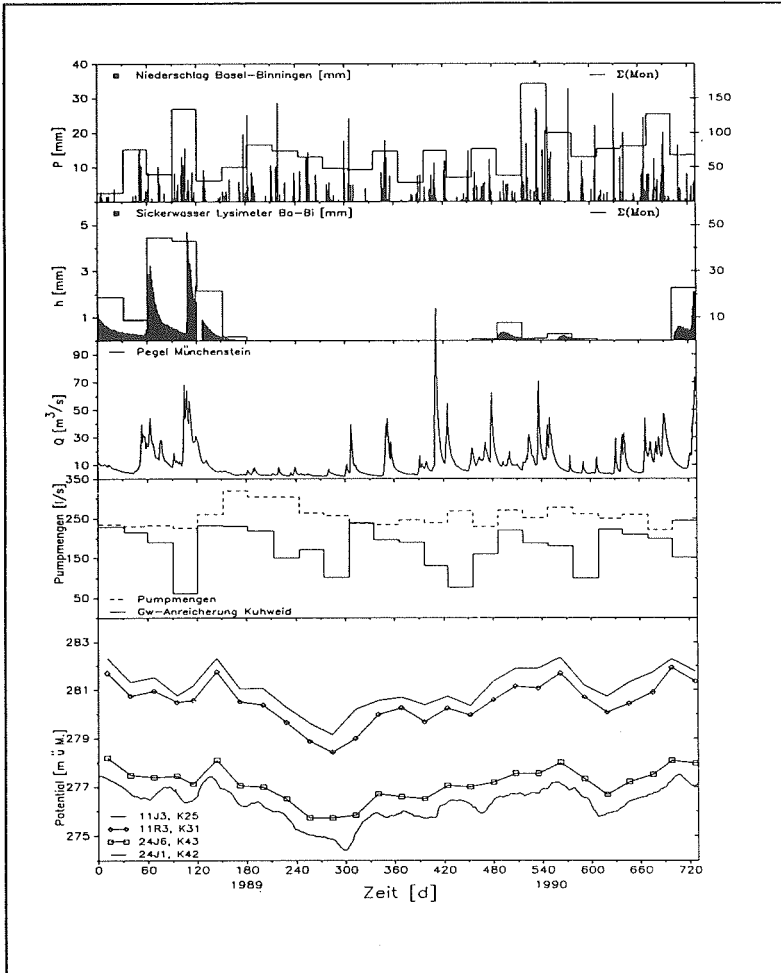 Niederschlag Basel-Binningen [mm]
Σ(Mon)
P [mm]
40
30
20
10
150
100
50
Sickerwasser Lysimeter Ba-Bi [mm]
Σ(Mon)
h [mm]
5
3
1
50
30
10
Pegel Münchenstein
Q [m³/s]
90
70
50
30
10
Pumpmengen [l/s]
350
250
150
50
Pumpmengen
Gw-Anreicherung Kuhweid
Potential [m ü M.]
283
281
279
277
275
11J3, K25
11R3, K31
24J6, K43
24J1, K42
0 60 120 180 240 300 360 420 480 540 600 660 720
1989 1990
Zeit [d]